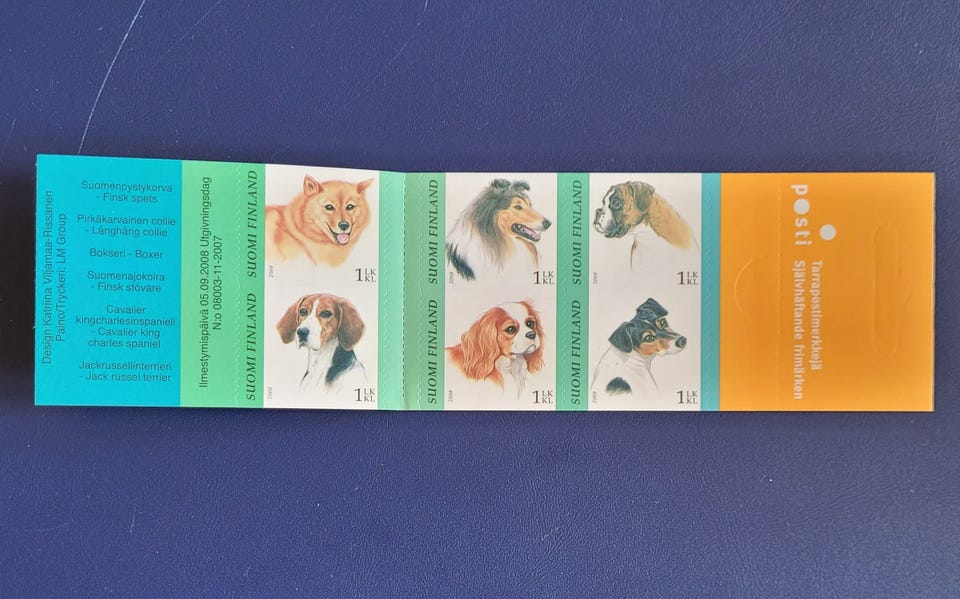 Design Katriina Viljamaa-Rissanen
Paino/Tryckeri: LM Group
Suomenpystykorva
- Finsk spets
Pirkäkarvainen collie
- Långhårig collie
Bokseri - Boxer
Suomenajokoira
- Finsk stövare
Cavalier
kingcharlesinspanieli
- Cavalier king
charles spaniel
Jackrussellinterrieri
- Jack russel terrier
Ilmestymispäivä 05.09.2008 Utgivningsdag
N:o 08003-11-2007
SUOMI FINLAND
2008
1 LK
KL
SUOMI FINLAND
2008
1 LK
KL
SUOMI FINLAND
2008
1 LK
KL
SUOMI FINLAND
2008
1 LK
KL
SUOMI FINLAND
2008
1 LK
KL
SUOMI FINLAND
2008
1 LK
KL
posti
Tarrapostimerkkejä
Självhäftande frimärken